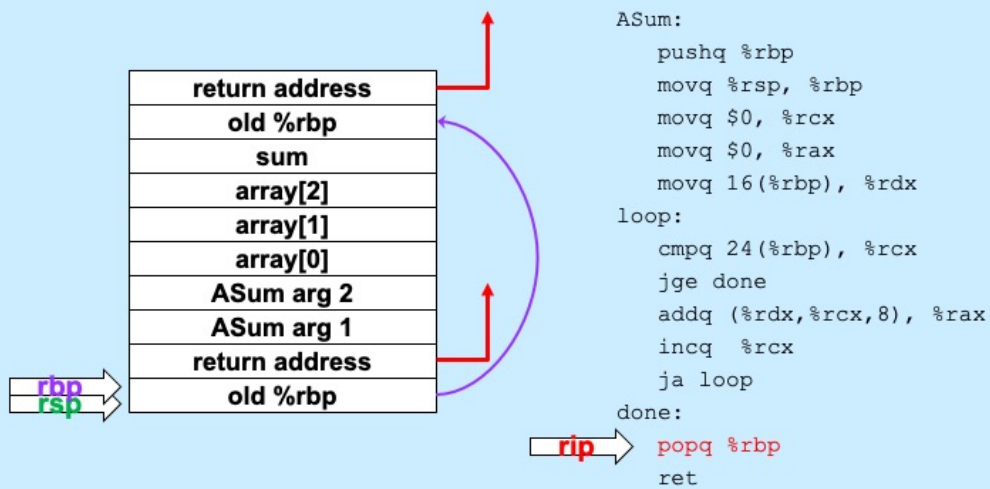 return address
old %rbp
sum
array[2]
array[1]
array[0]
ASum arg 2
ASum arg 1
return address
old %rbp
rbp
rsp
ASum:
pushq %rbp
movq %rsp, %rbp
movq $0, %rcx
movq $0, %rax
movq 16(%rbp), %rdx
loop:
cmpq 24(%rbp), %rcx
jge done
addq (%rdx,%rcx,8), %rax
incq %rcx
ja loop
done:
rip
popq %rbp
ret